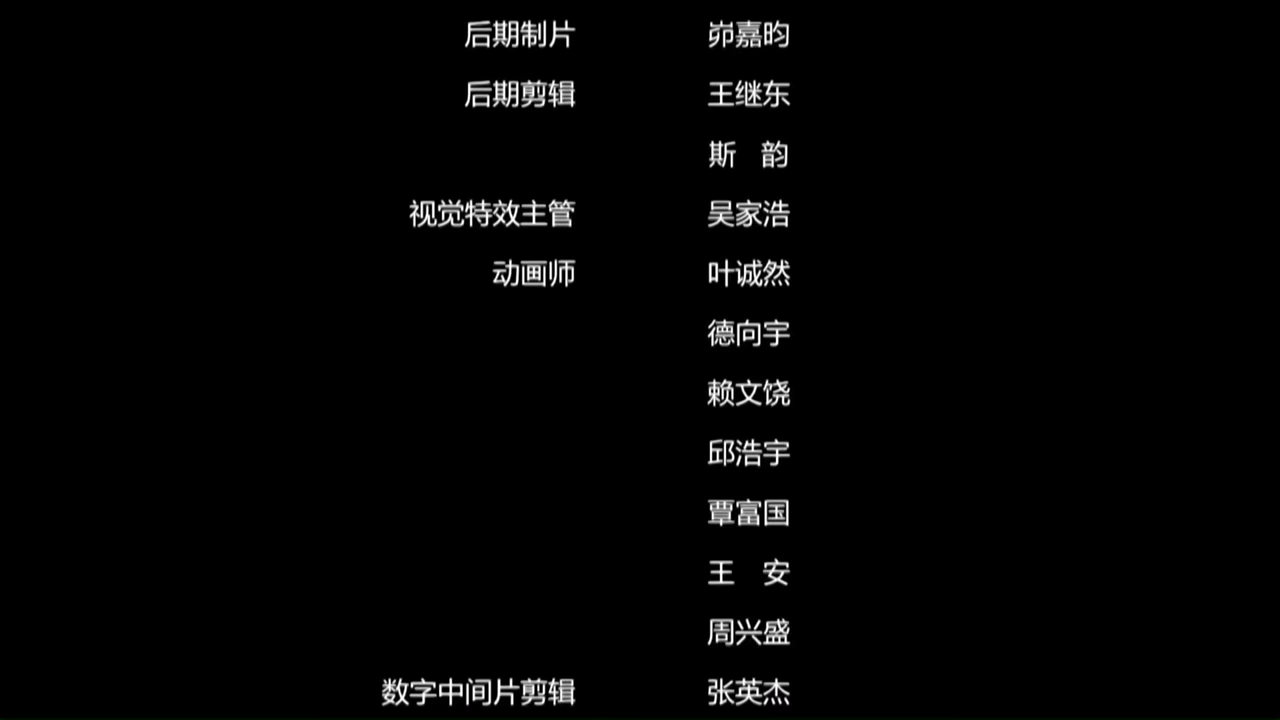 后期制片 峁嘉昀
后期剪辑 王继东
斯 韵
视觉特效主管 吴家浩
动画师 叶诚然
德向宇
赖文饶
邱浩宇
覃富国
王 安
周兴盛
数字中间片剪辑 张英杰